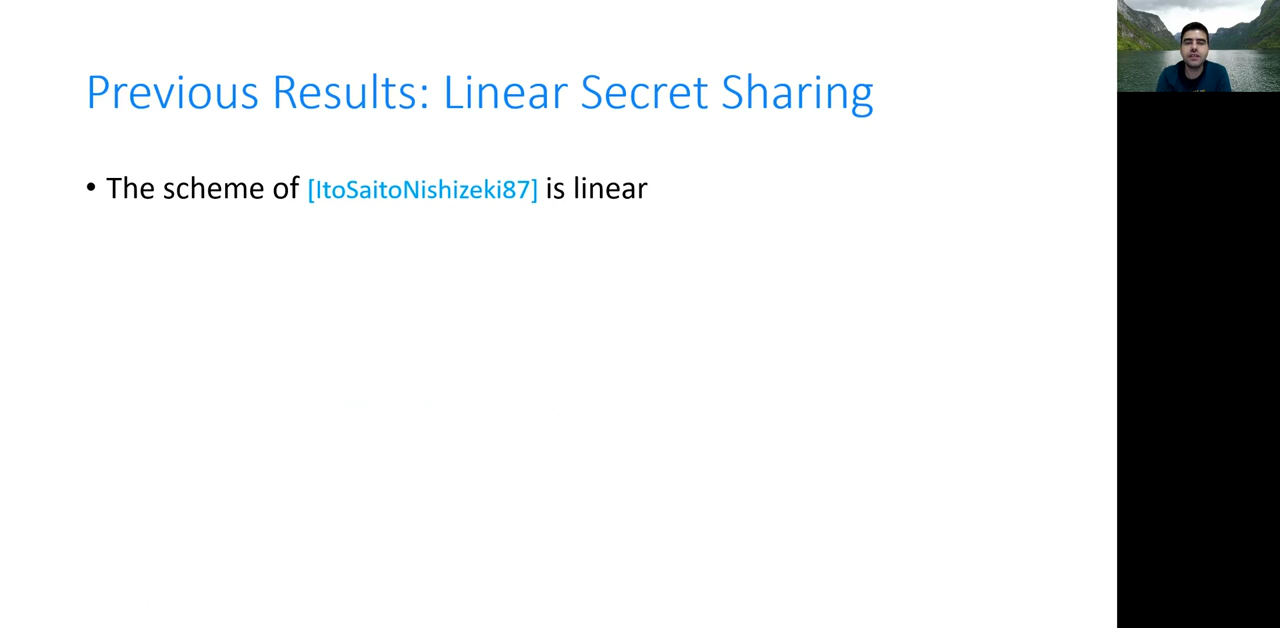 Previous Results: Linear Secret Sharing
• The scheme of [ItoSaitoNishizeki87] is linear